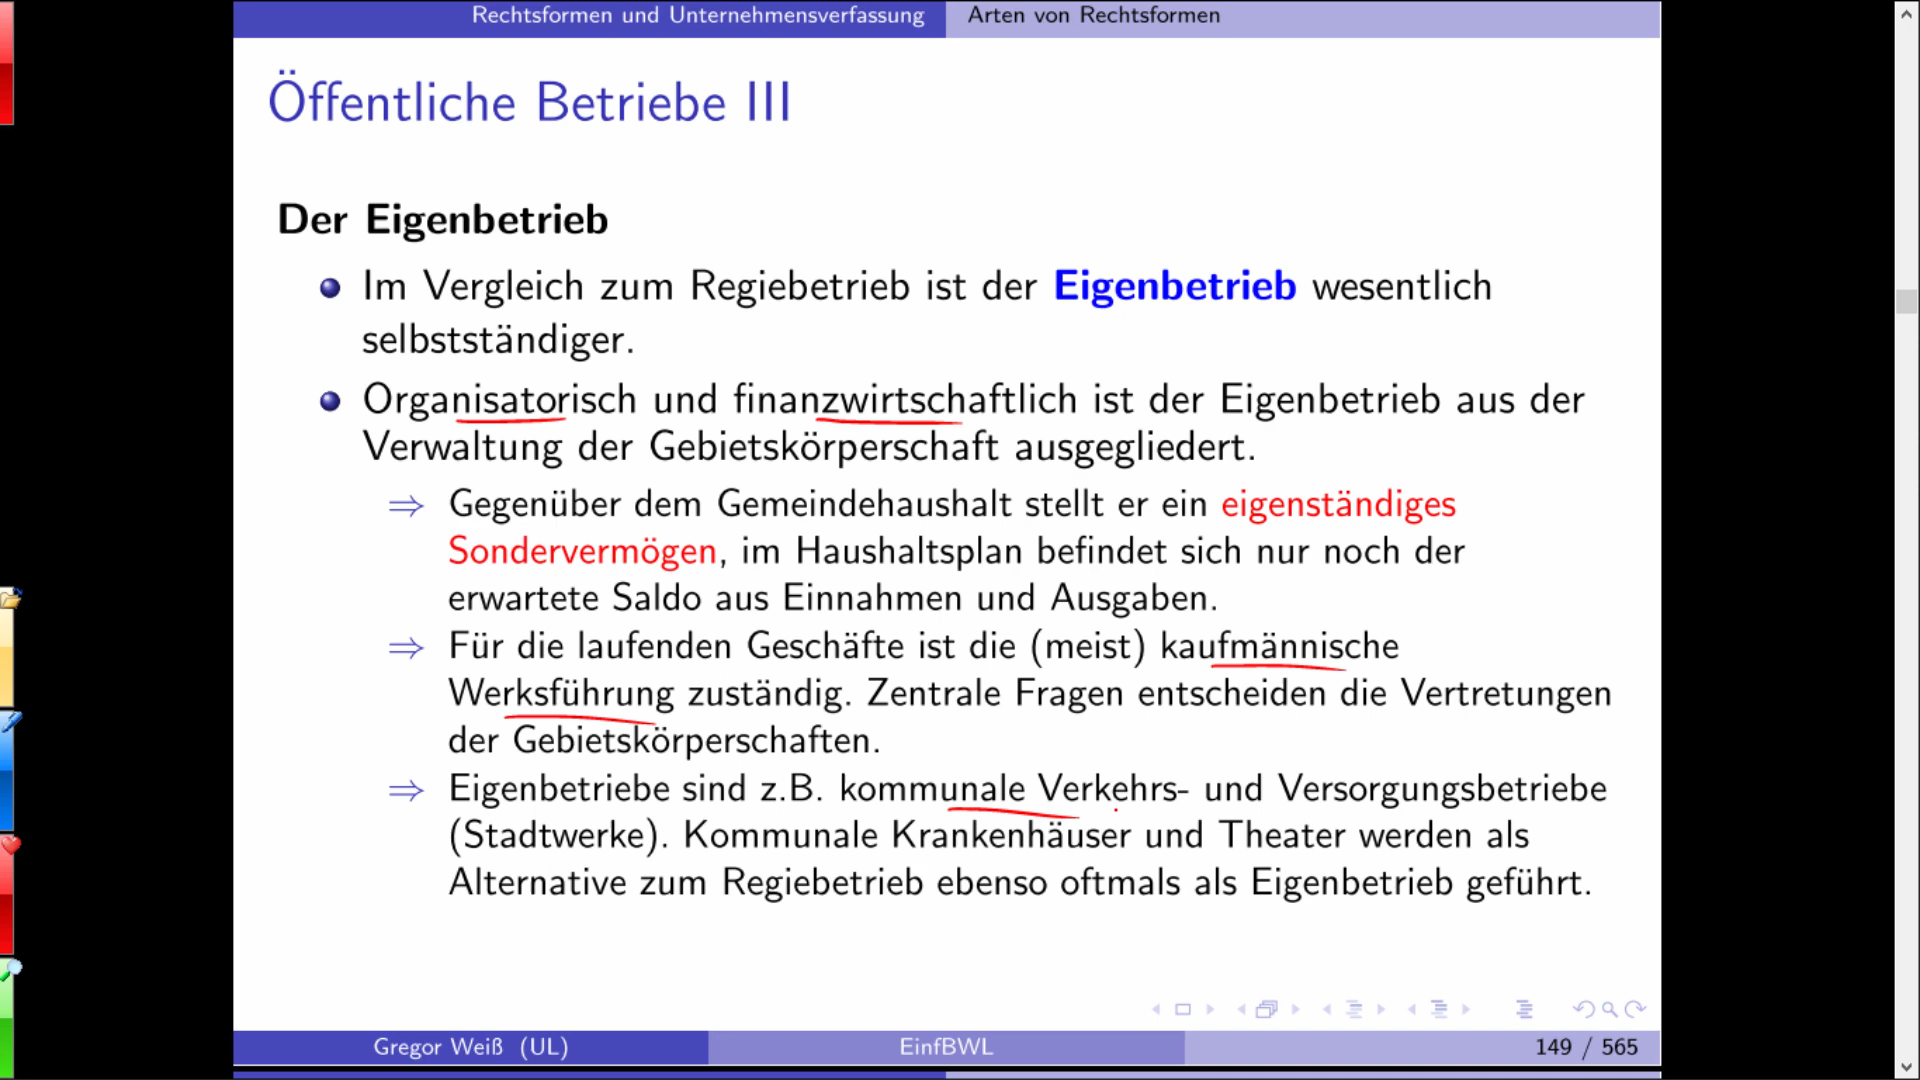 Rechtsformen und Unternehmensverfassung Arten von Rechtsformen
Öffentliche Betriebe III
Der Eigenbetrieb
Im Vergleich zum Regiebetrieb ist der Eigenbetrieb wesentlich
selbstständiger.
Organisatorisch und finanzwirtschaftlich ist der Eigenbetrieb aus der
Verwaltung der Gebietskörperschaft ausgegliedert.
⇒ Gegenüber dem Gemeindehaushalt stellt er ein eigenständiges
Sondervermögen, im Haushaltsplan befindet sich nur noch der
erwartete Saldo aus Einnahmen und Ausgaben.
⇒ Für die laufenden Geschäfte ist die (meist) kaufmännische
Werksführung zuständig. Zentrale Fragen entscheiden die Vertretungen
der Gebietskörperschaften.
⇒ Eigenbetriebe sind z.B. kommunale Verkehrs- und Versorgungsbetriebe
(Stadtwerke). Kommunale Krankenhäuser und Theater werden als
Alternative zum Regiebetrieb ebenso oftmals als Eigenbetrieb geführt.
Gregor Weiß (UL) EinfBWL 149 / 565